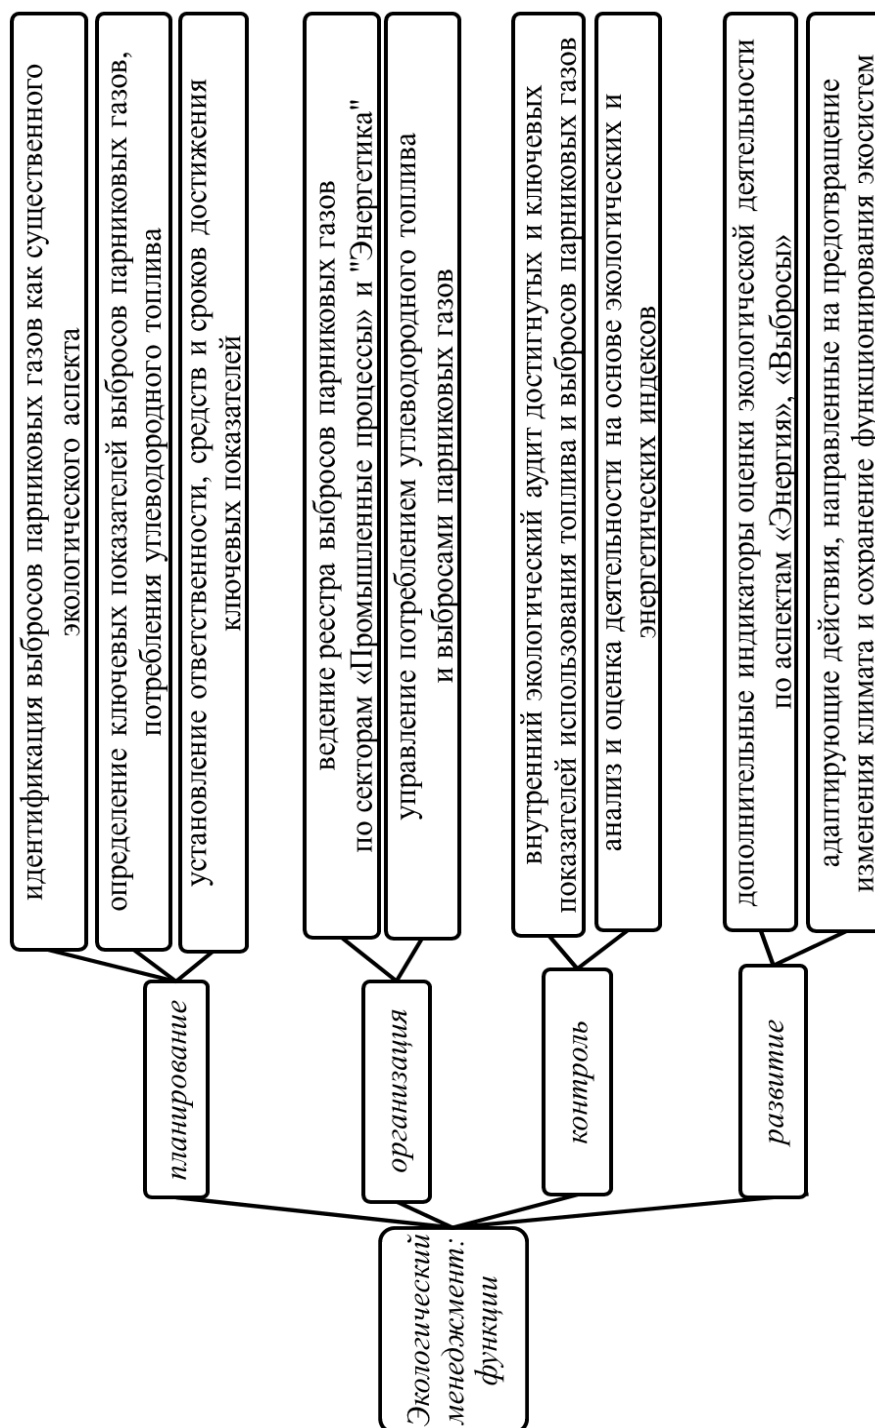 Экологический
менеджмент:
функции
планирование
идентификация выбросов парниковых газов как существенного
экологического аспекта
определение ключевых показателей выбросов парниковых газов,
потребления углеводородного топлива
установление ответственности, средств и сроков достижения
ключевых показателей
организация
ведение реестра выбросов парниковых газов
по секторам «Промышленные процессы» и "Энергетика"
управление потреблением углеводородного топлива
и выбросами парниковых газов
контроль
внутренний экологический аудит достигнутых и ключевых
показателей использования топлива и выбросов парниковых газов
анализ и оценка деятельности на основе экологических и
энергетических индексов
развитие
дополнительные индикаторы оценки экологической деятельности
по аспектам «Энергия», «Выбросы»
адаптирующие действия, направленные на предотвращение
изменения климата и сохранение функционирования экосистем